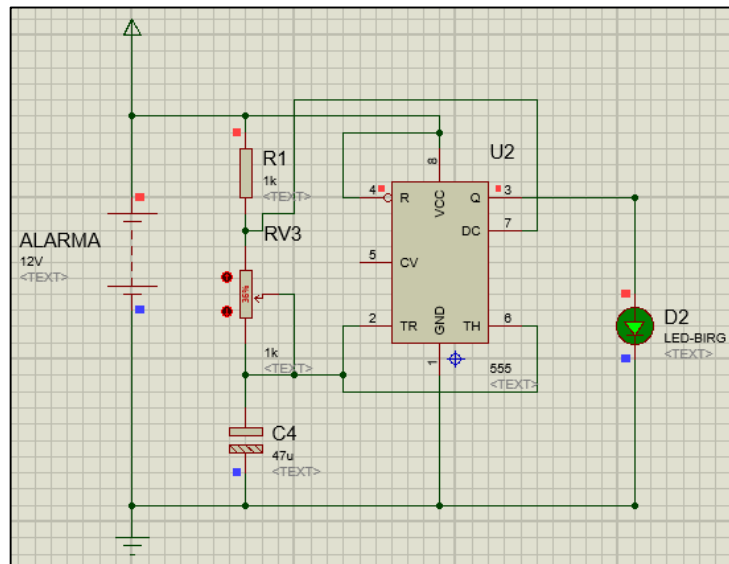 ALARMA
12V
<TEXT>
R1
1k
<TEXT>
RV3
36%
1k
<TEXT>
C4
47u
<TEXT>
U2
8
VCC
4
R
Q
3
DC
7
5
CV
2
TR
GND
TH
6
1
555
<TEXT>
D2
LED-BIRG
<TEXT>